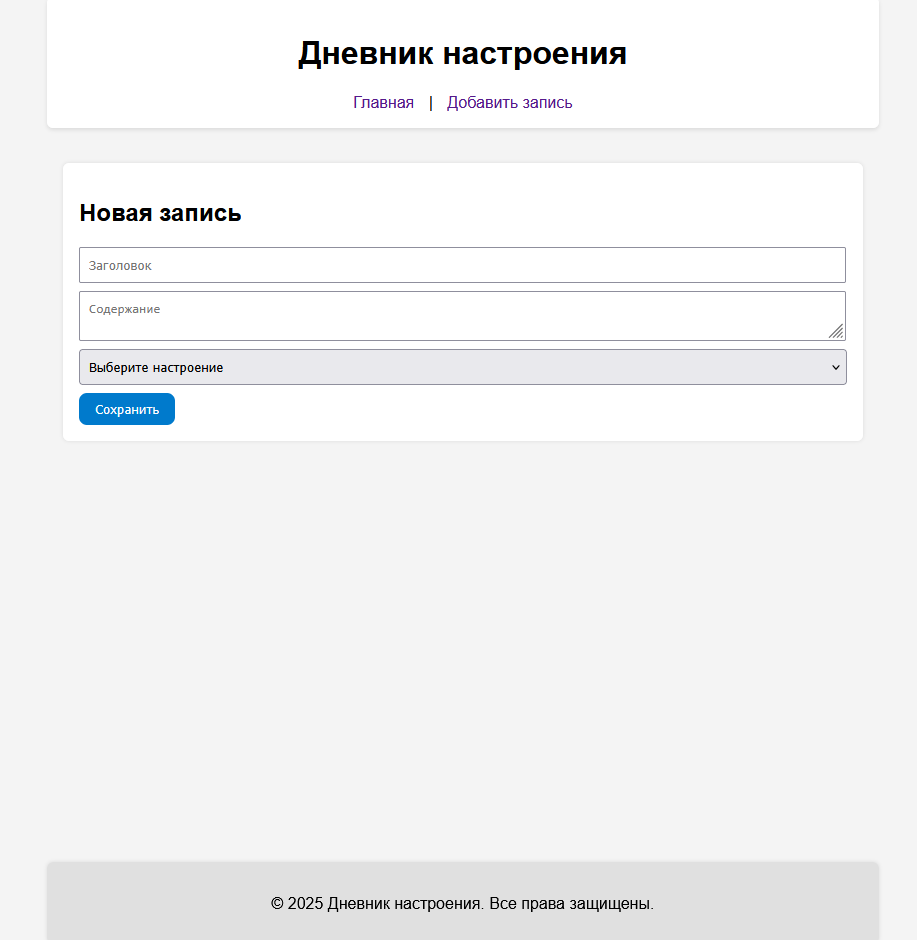 Дневник настроения
Главная | Добавить запись
Новая запись
Заголовок
Содержание
Выберите настроение
Сохранить
© 2025 Дневник настроения. Все права защищены.